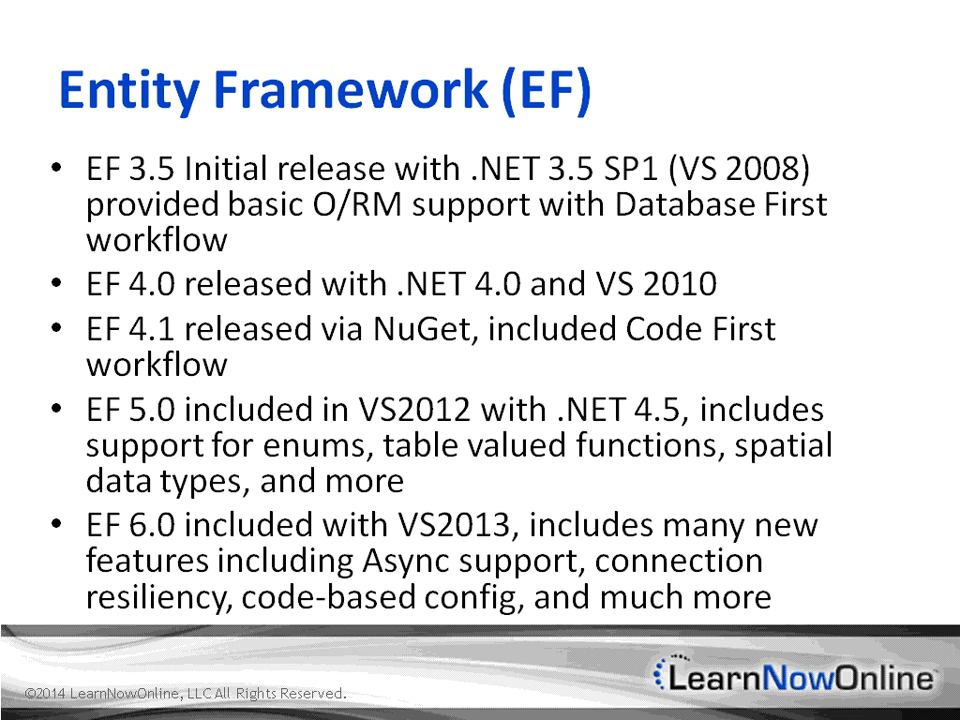 Entity Framework (EF)
• EF 3.5 Initial release with .NET 3.5 SP1 (VS 2008)
provided basic O/RM support with Database First
workflow
• EF 4.0 released with .NET 4.0 and VS 2010
• EF 4.1 released via NuGet, included Code First
workflow
• EF 5.0 included in VS2012 with .NET 4.5, includes
support for enums, table valued functions, spatial
data types, and more
• EF 6.0 included with VS2013, includes many new
features including Async support, connection
resiliency, code-based config, and much more
©2014 LearnNowOnline, LLC All Rights Reserved.
LearnNowOnline